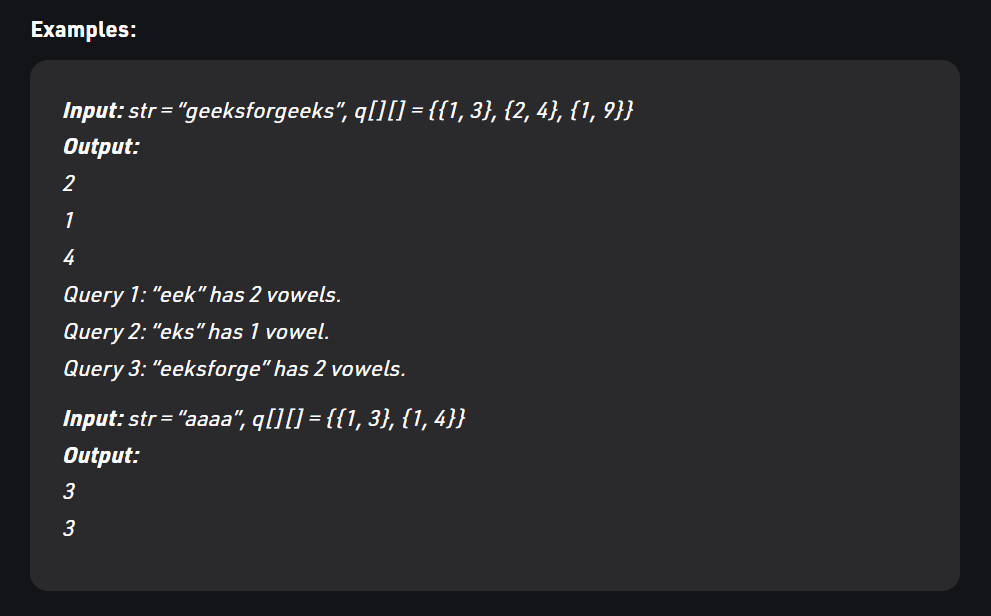 Examples:
Input: str = “geeksforgeeks”, q[][] = {{1, 3}, {2, 4}, {1, 9}}
Output:
2
1
4
Query 1: “eek” has 2 vowels.
Query 2: “eks” has 1 vowel.
Query 3: “eeksforge” has 2 vowels.
Input: str = “aaaa”, q[][] = {{1, 3}, {1, 4}}
Output:
3
3